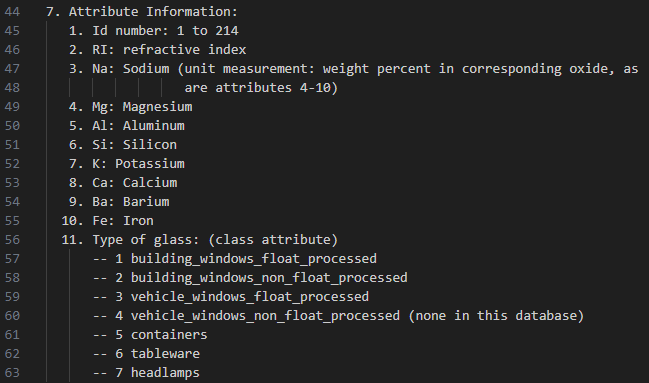 44 7. Attribute Information:
45 1. Id number: 1 to 214
46 2. RI: refractive index
47 3. Na: Sodium (unit measurement: weight percent in corresponding oxide, as
48 are attributes 4-10)
49 4. Mg: Magnesium
50 5. Al: Aluminum
51 6. Si: Silicon
52 7. K: Potassium
53 8. Ca: Calcium
54 9. Ba: Barium
55 10. Fe: Iron
56 11. Type of glass: (class attribute)
57 -- 1 building_windows_float_processed
58 -- 2 building_windows_non_float_processed
59 -- 3 vehicle_windows_float_processed
60 -- 4 vehicle_windows_non_float_processed (none in this database)
61 -- 5 containers
62 -- 6 tableware
63 -- 7 headlamps